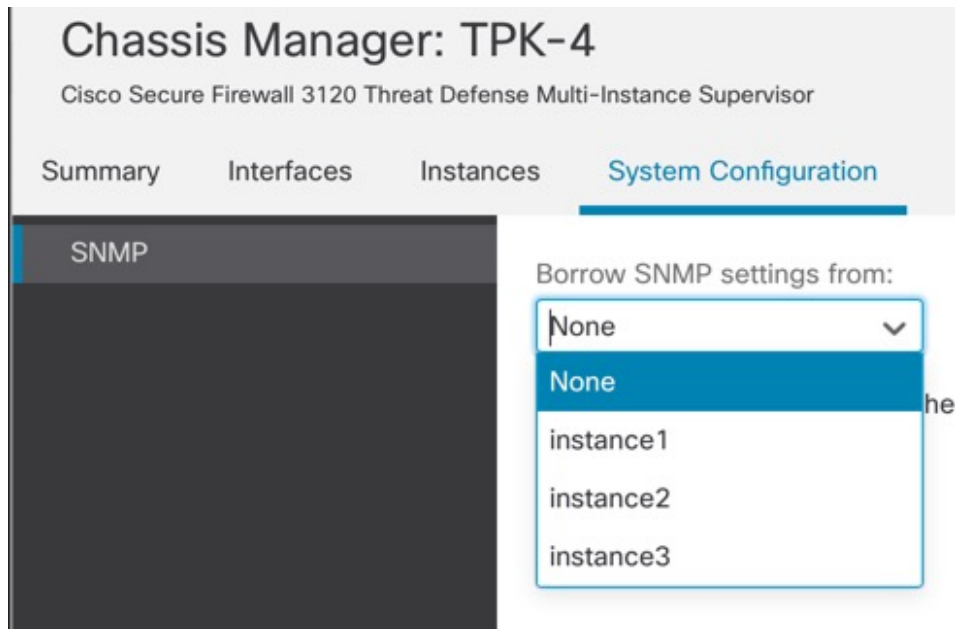 Chassis Manager: TPK-4
Cisco Secure Firewall 3120 Threat Defense Multi-Instance Supervisor
Summary Interfaces Instances System Configuration
SNMP
Borrow SNMP settings from:
None
None
he
instance1
instance2
instance3